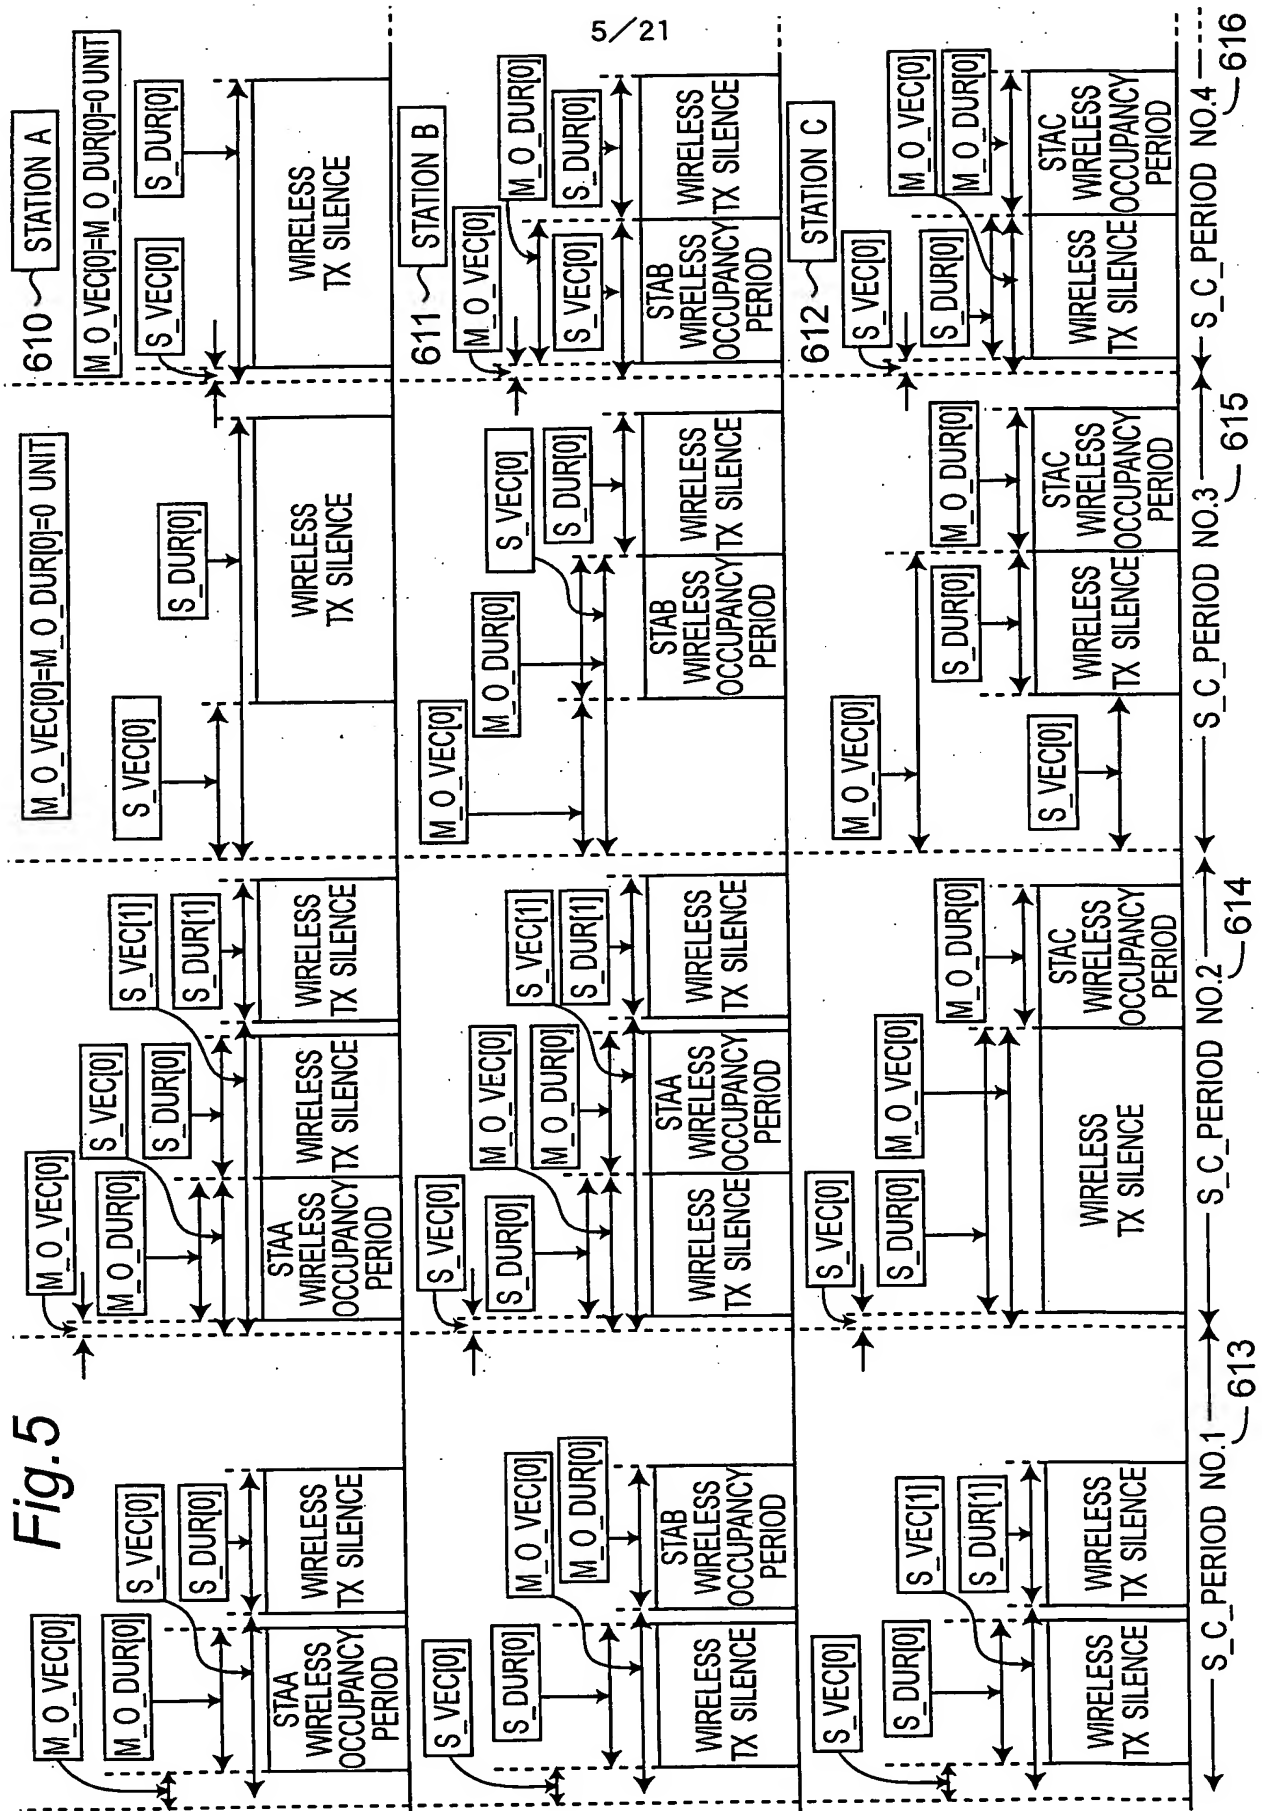 5/21
Fig.5
610
STATION A
M_O_VEC[0]
M_O_DUR[0]
S_VEC[0]
S_DUR[0]
STAA
WIRELESS
OCCUPANCY
PERIOD
WIRELESS
TX SILENCE
M_O_VEC[0]
M_O_DUR[0]
S_VEC[0]
S_DUR[0]
S_VEC[1]
S_DUR[1]
STAA
WIRELESS
OCCUPANCY
PERIOD
WIRELESS
TX SILENCE
WIRELESS
TX SILENCE
M_O_VEC[0]=M_O_DUR[0]=0 UNIT
S_VEC[0]
S_DUR[0]
WIRELESS
TX SILENCE
M_O_VEC[0]=M_O_DUR[0]=0 UNIT
S_VEC[0]
S_DUR[0]
WIRELESS
TX SILENCE
611
STATION B
S_VEC[0]
S_DUR[0]
M_O_VEC[0]
M_O_DUR[0]
WIRELESS
TX SILENCE
STAB
WIRELESS
OCCUPANCY
PERIOD
S_VEC[0]
S_DUR[0]
M_O_VEC[0]
M_O_DUR[0]
S_VEC[1]
S_DUR[1]
WIRELESS
TX SILENCE
STAA
WIRELESS
OCCUPANCY
PERIOD
WIRELESS
TX SILENCE
M_O_VEC[0]
M_O_DUR[0]
S_VEC[0]
S_DUR[0]
STAB
WIRELESS
OCCUPANCY
PERIOD
WIRELESS
TX SILENCE
M_O_VEC[0]
M_O_DUR[0]
S_VEC[0]
S_DUR[0]
STAB
WIRELESS
OCCUPANCY
PERIOD
WIRELESS
TX SILENCE
612
STATION C
S_VEC[0]
S_DUR[0]
S_VEC[1]
S_DUR[1]
WIRELESS
TX SILENCE
WIRELESS
TX SILENCE
S_VEC[0]
S_DUR[0]
M_O_VEC[0]
M_O_DUR[0]
WIRELESS
TX SILENCE
STAC
WIRELESS
OCCUPANCY
PERIOD
M_O_VEC[0]
S_VEC[0]
S_DUR[0]
M_O_DUR[0]
WIRELESS
TX SILENCE
STAC
WIRELESS
OCCUPANCY
PERIOD
S_VEC[0]
S_DUR[0]
M_O_VEC[0]
M_O_DUR[0]
WIRELESS
TX SILENCE
STAC
WIRELESS
OCCUPANCY
PERIOD
S_C_PERIOD NO.1
613
S_C_PERIOD NO.2
614
S_C_PERIOD NO.3
615
S_C_PERIOD NO.4
616